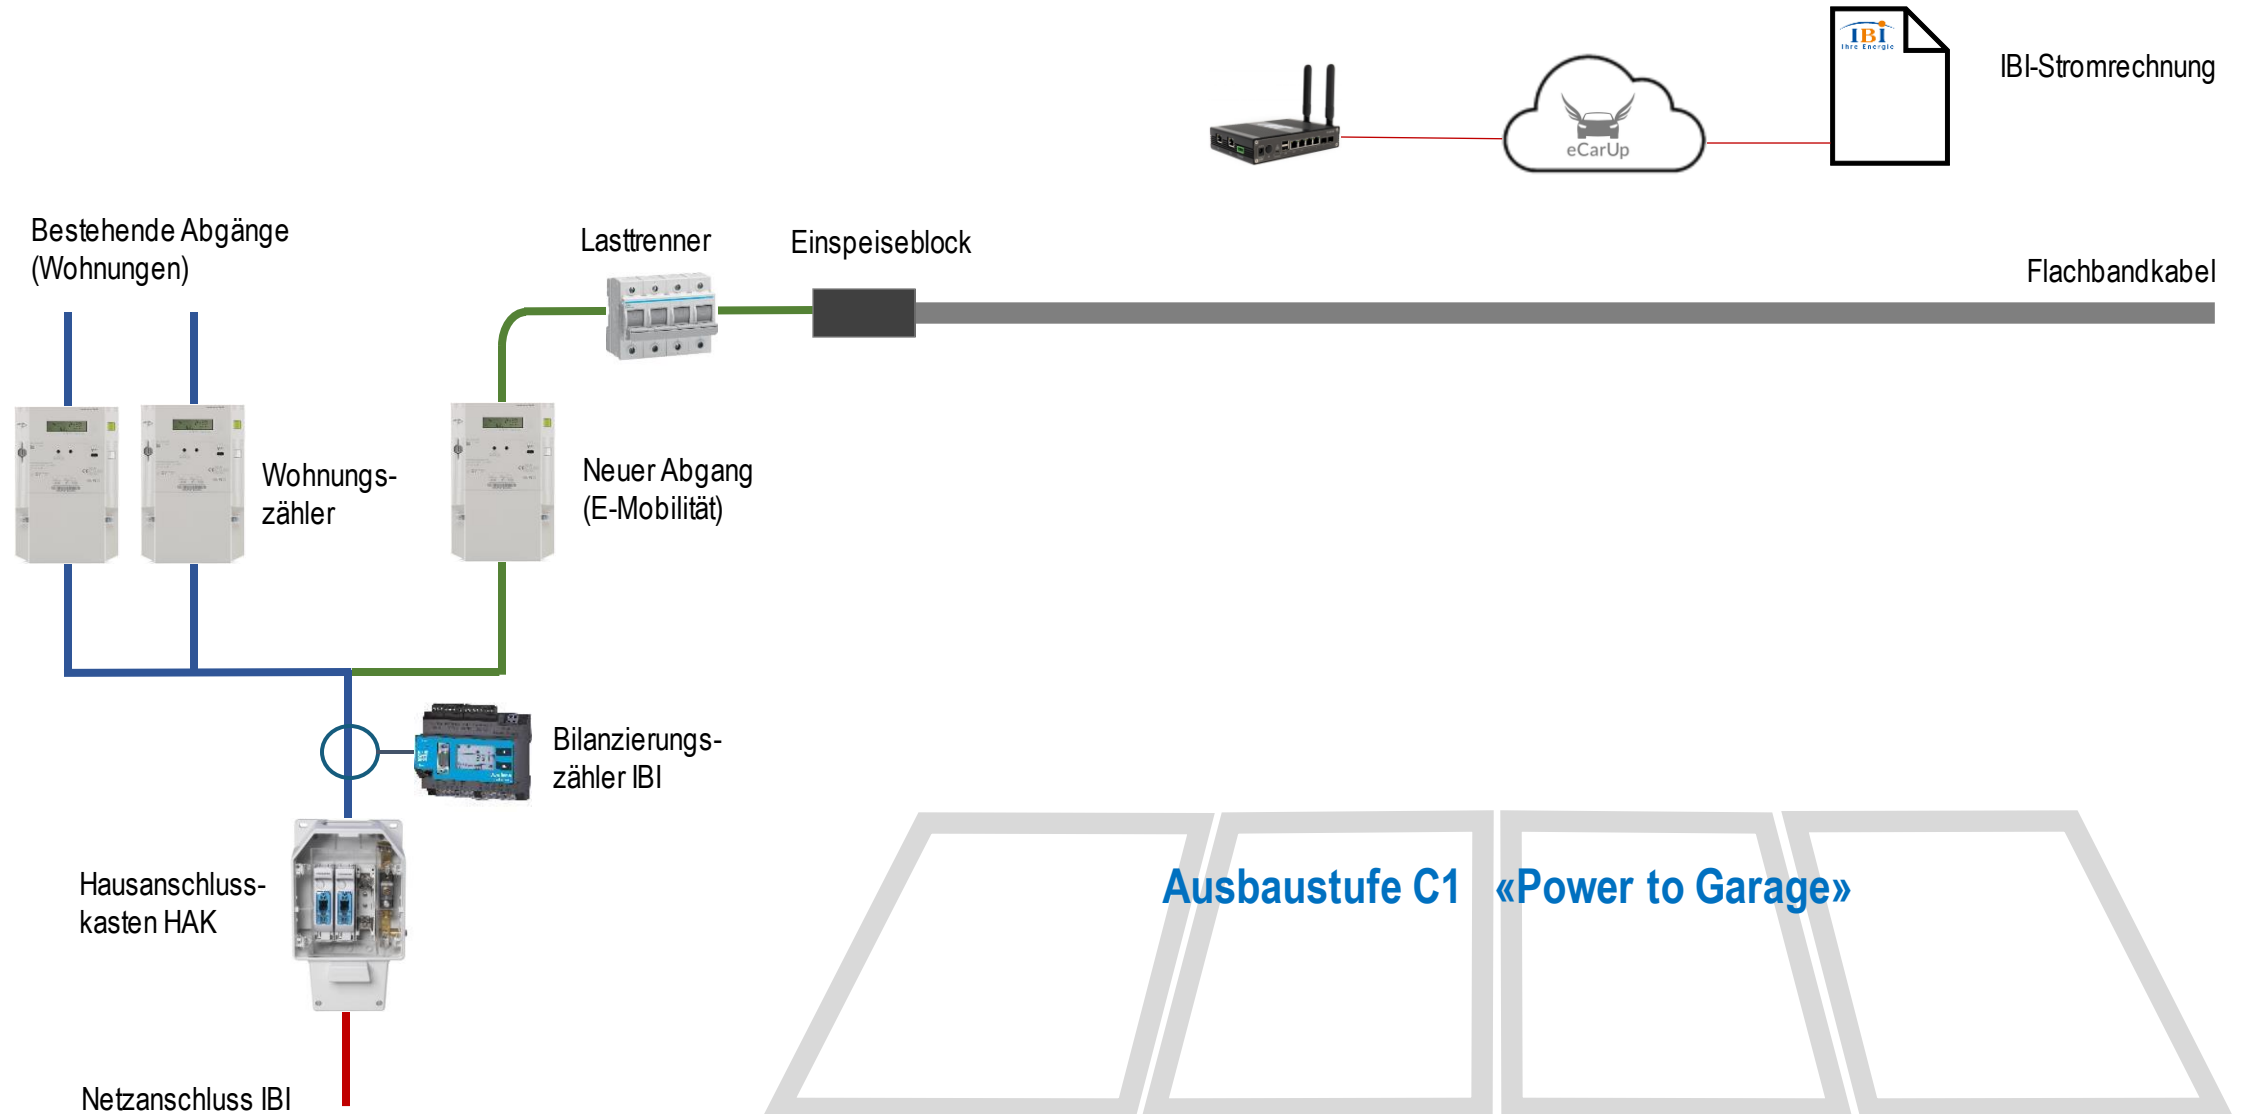 IBI
Ihre Energie
IBI-Stromrechnung
eCarUp
Bestehende Abgänge
(Wohnungen)
Lasttrenner
Einspeiseblock
Flachbandkabel
Wohnungs-
zähler
Neuer Abgang
(E-Mobilität)
Bilanzierungs-
zähler IBI
Hausanschluss-
kasten HAK
Ausbaustufe C1 «Power to Garage»
Netzanschluss IBI